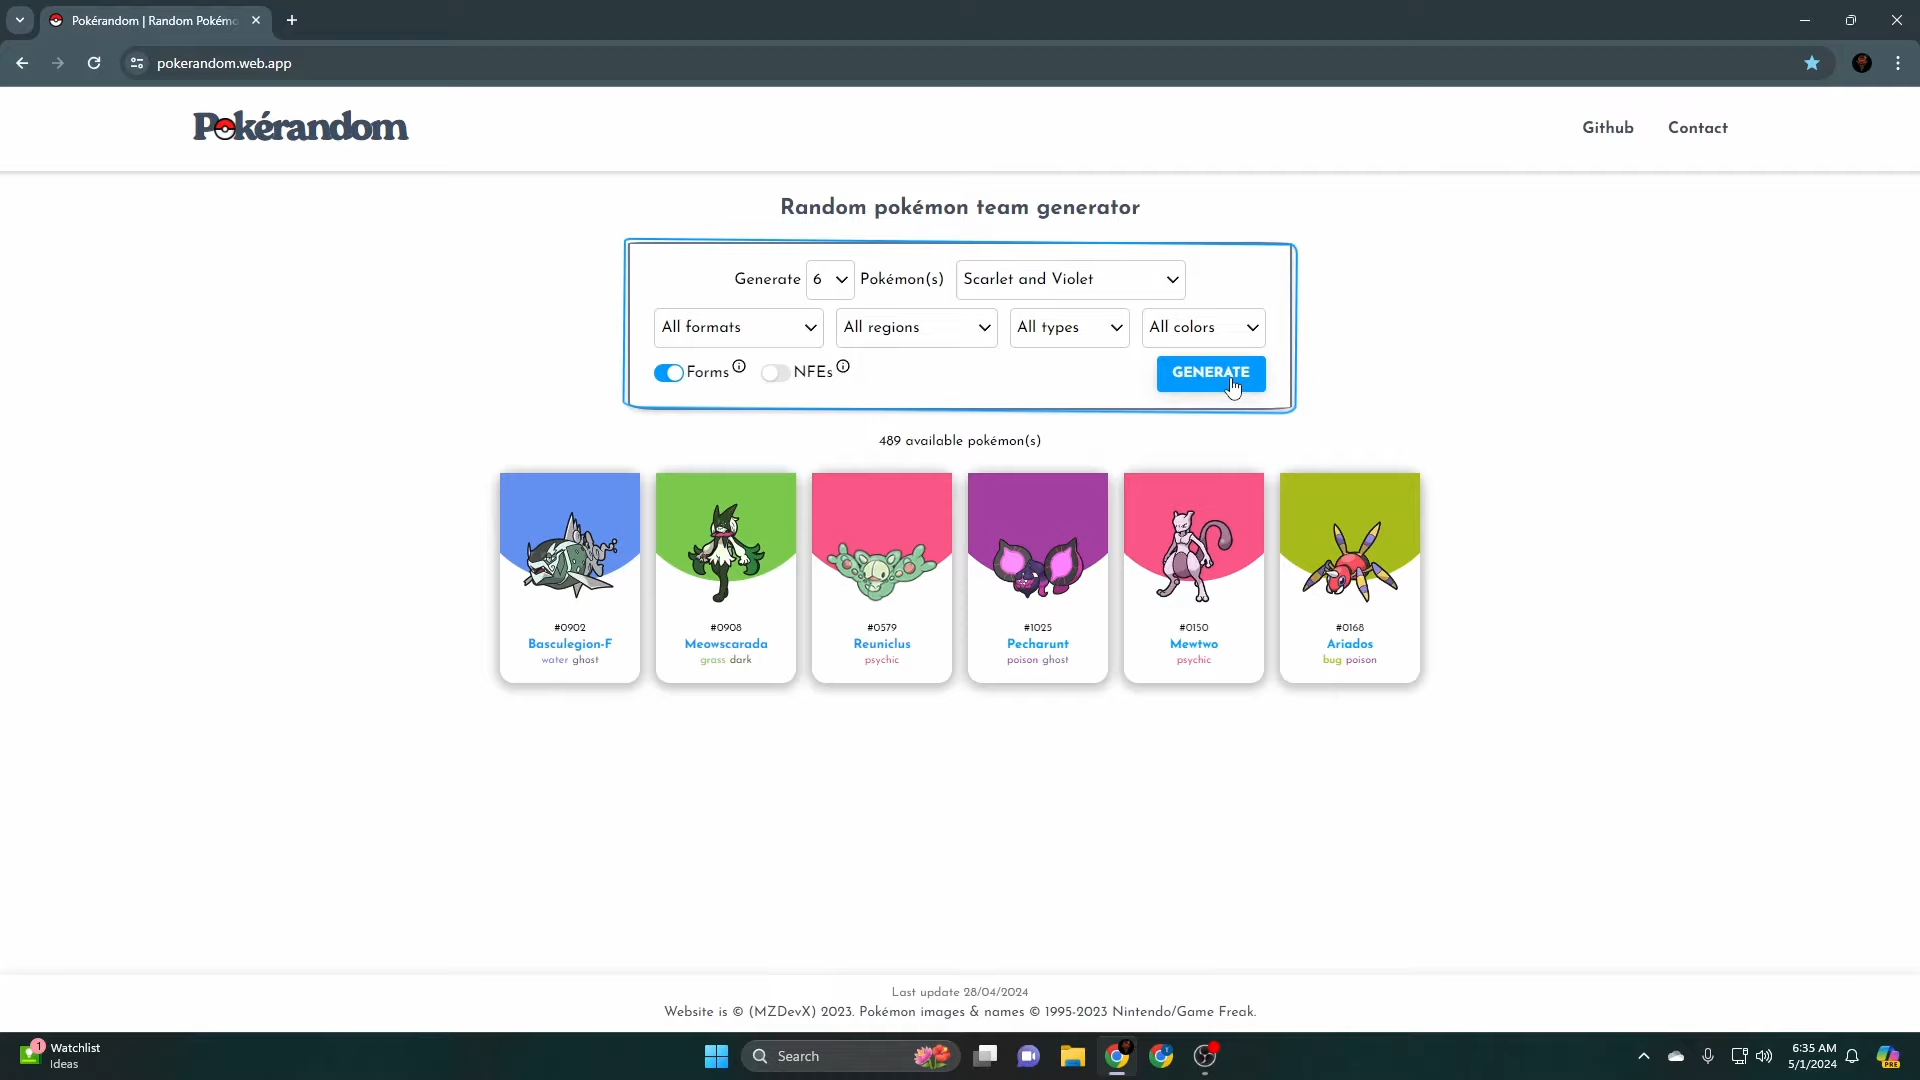 Pokérandom | Random Pokémo
pokerandom.web.app
Pokérandom
Github
Contact
Random pokémon team generator
Generate 6 Pokémon(s) Scarlet and Violet
All formats All regions All types All colors
Forms NFEs GENERATE
489 available pokémon(s)
#0902
Basculegion-F
water ghost
#0908
Meowscarada
grass dark
#0579
Reuniclus
psychic
#1025
Pecharunt
poison ghost
#0150
Mewtwo
psychic
#0168
Ariados
bug poison
Last update 28/04/2024
Website is © (MZDevX) 2023. Pokémon images & names © 1995-2023 Nintendo/Game Freak.
1
Watchlist
Ideas
Search
6:35 AM
5/1/2024
PRE